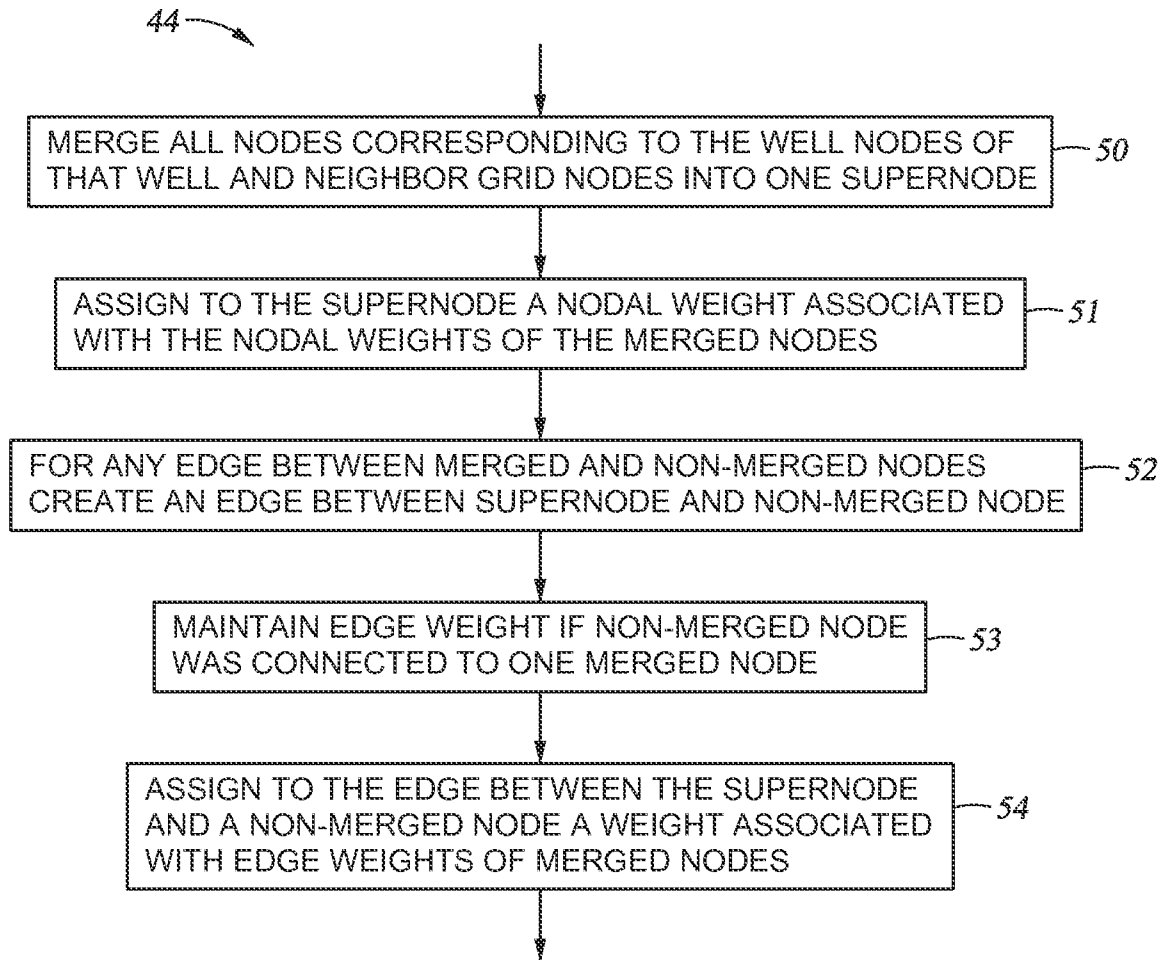 44
MERGE ALL NODES CORRESPONDING TO THE WELL NODES OF
THAT WELL AND NEIGHBOR GRID NODES INTO ONE SUPERNODE
50
ASSIGN TO THE SUPERNODE A NODAL WEIGHT ASSOCIATED
WITH THE NODAL WEIGHTS OF THE MERGED NODES
51
FOR ANY EDGE BETWEEN MERGED AND NON-MERGED NODES
CREATE AN EDGE BETWEEN SUPERNODE AND NON-MERGED NODE
52
MAINTAIN EDGE WEIGHT IF NON-MERGED NODE
WAS CONNECTED TO ONE MERGED NODE
53
ASSIGN TO THE EDGE BETWEEN THE SUPERNODE
AND A NON-MERGED NODE A WEIGHT ASSOCIATED
WITH EDGE WEIGHTS OF MERGED NODES
54